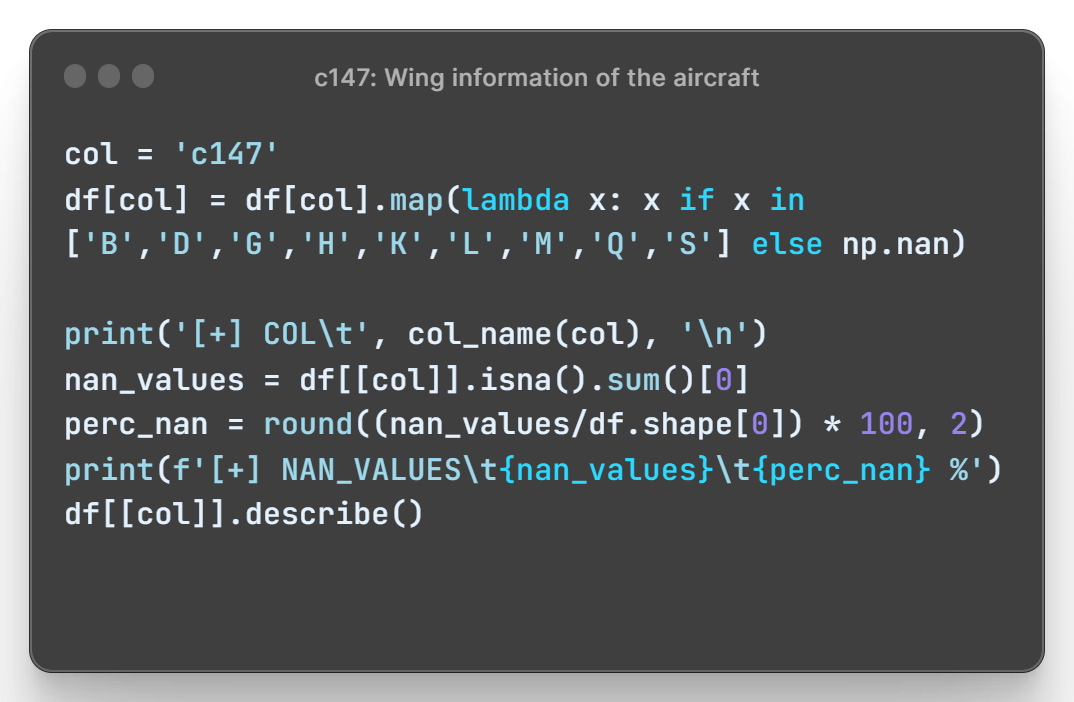 c147: Wing information of the aircraft
col = 'c147'
df[col] = df[col].map(lambda x: x if x in
['B','D','G','H','K','L','M','Q','S'] else np.nan)
print('[+] COL\t', col_name(col), '\n')
nan_values = df[[col]].isna().sum()[0]
perc_nan = round((nan_values/df.shape[0]) * 100, 2)
print(f'[+] NAN_VALUES\t{nan_values}\t{perc_nan} %')
df[[col]].describe()